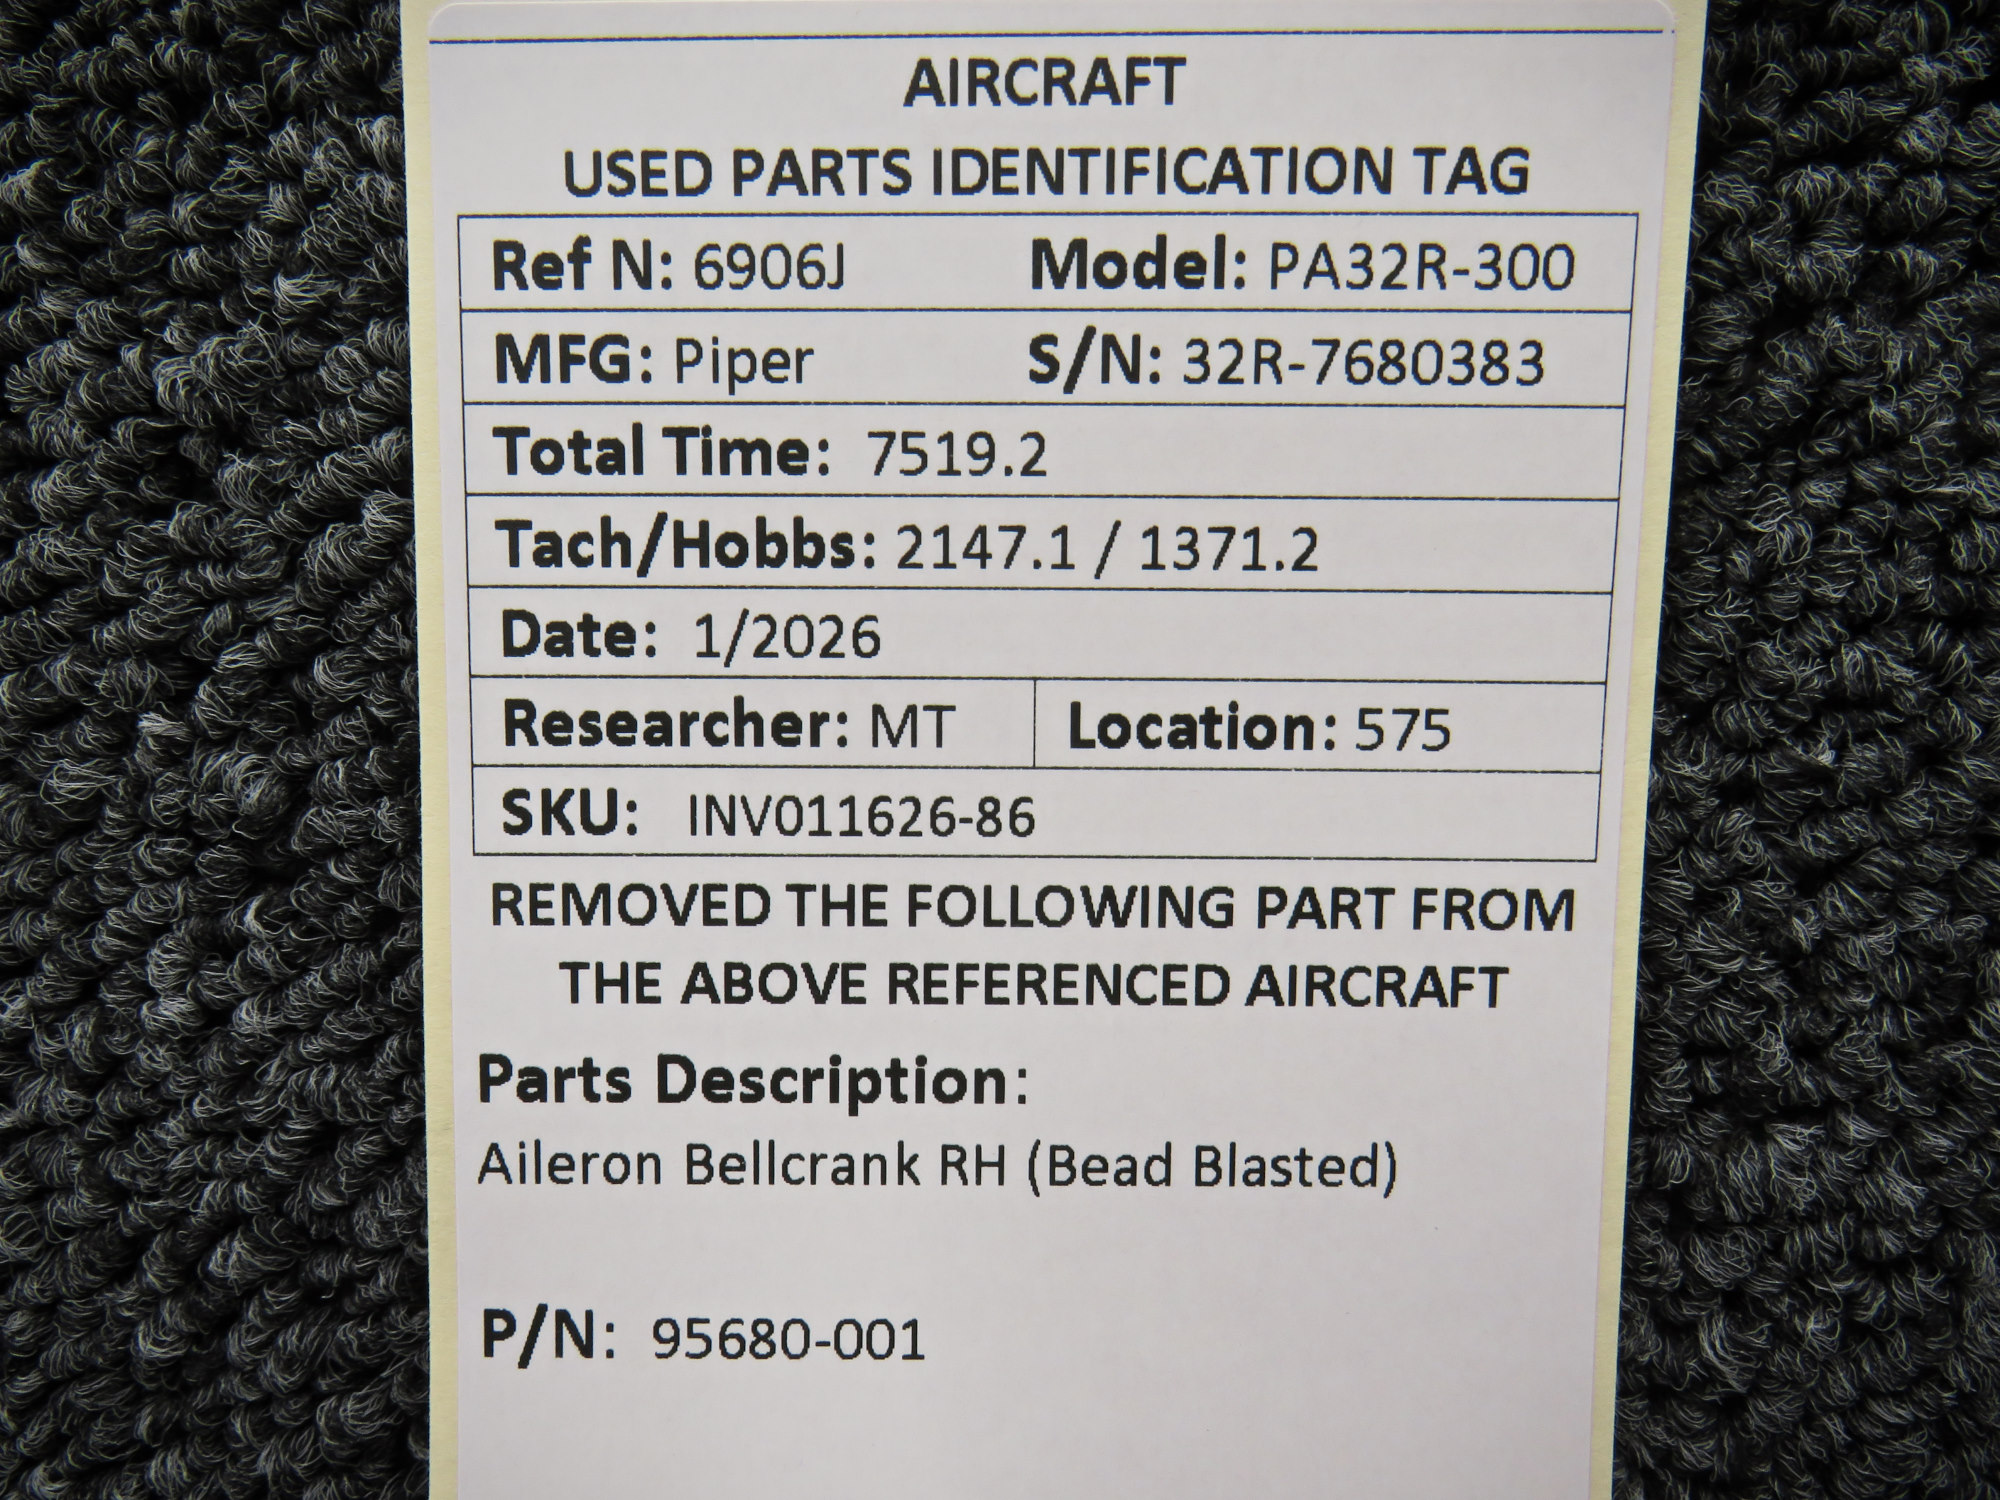 AIRCRAFT
USED PARTS IDENTIFICATION TAG
Ref N: 6906J Model: PA32R-300
MFG: Piper S/N: 32R-7680383
Total Time: 7519.2
Tach/Hobbs: 2147.1 / 1371.2
Date: 1/2026
Researcher: MT Location: 575
SKU: INV011626-86
REMOVED THE FOLLOWING PART FROM
THE ABOVE REFERENCED AIRCRAFT
Parts Description:
Aileron Bellcrank RH (Bead Blasted)
P/N: 95680-001